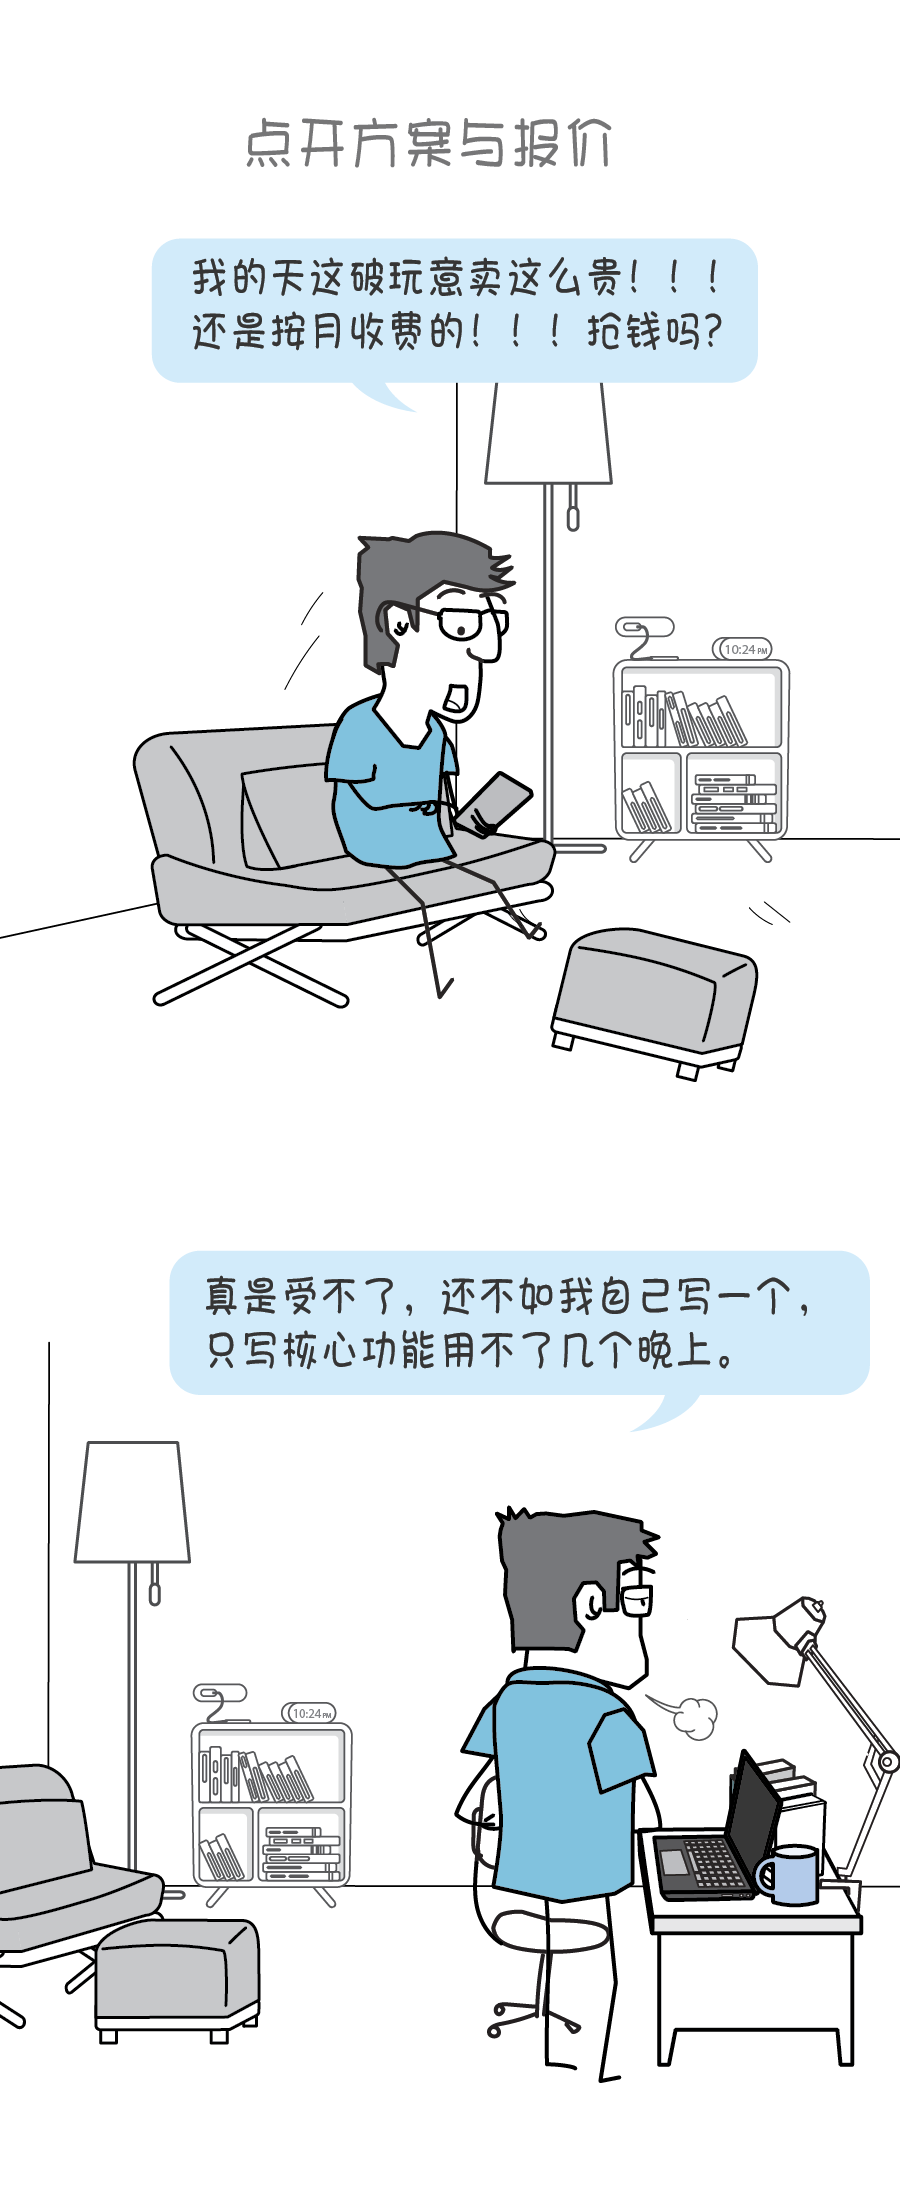 点开方案与报价
我的天这破玩意卖这么贵！！！
还是按月收费的！！！抢钱吗？
10:24 PM
真是受不了，还不如我自己写一个，
只写核心功能用不了几个晚上。
10:24 PM